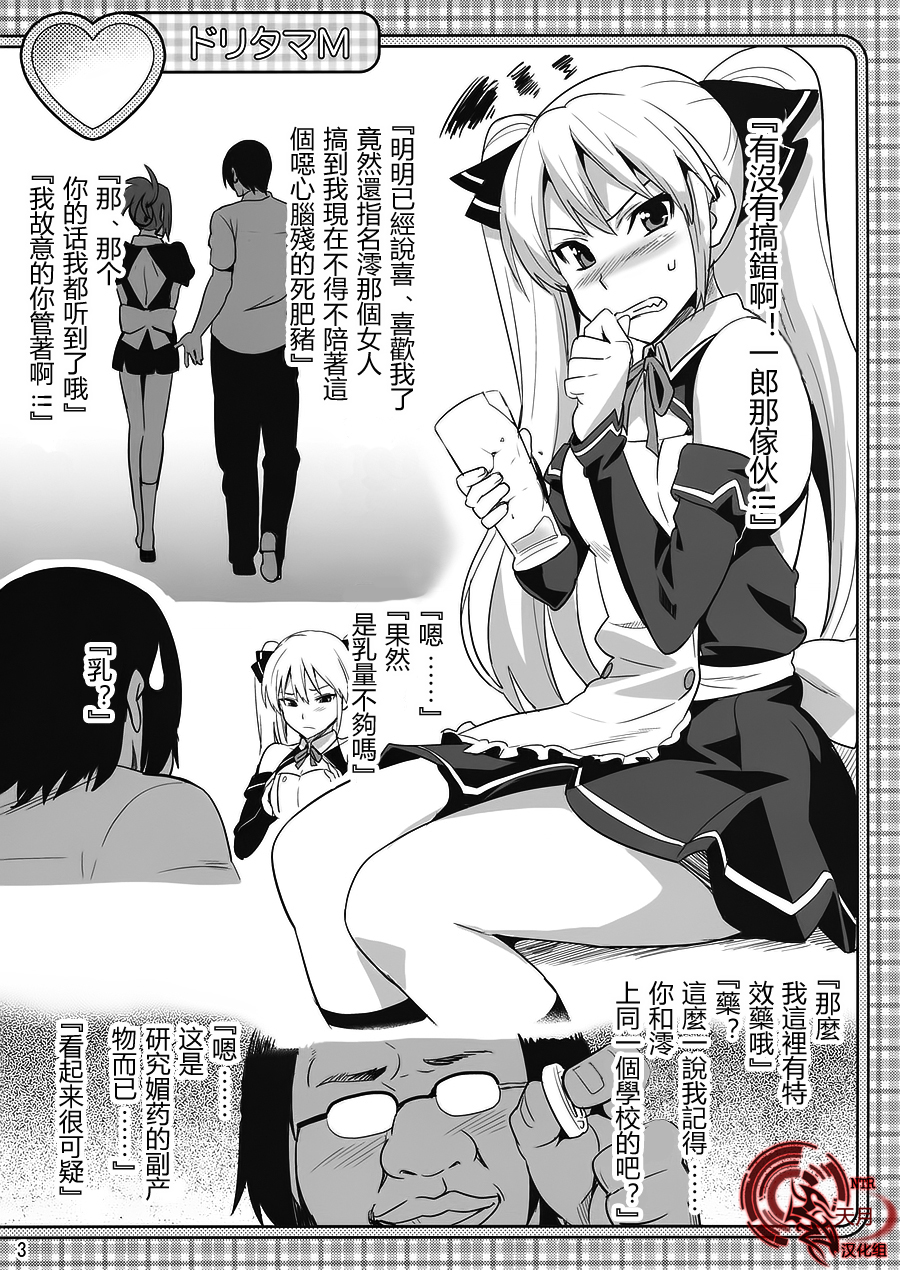 ドリタマM
『有沒有搞錯啊！一郎那傢伙!!!』
『明明已經說喜、喜歡我了
竟然還指名澪那個女人
搞到我現在不得不陪著這
個噁心腦殘的死肥豬』
『那、那个
你的话我都听到了哦』
『我故意的你管著啊!!!』
『嗯……』
『果然
是乳量不夠嗎』
『乳？』
『那麼
我這裡有特
效藥哦』
『藥？
這麼一說我記得……
你和澪
上同一個學校的吧？』
『嗯……
这是
研究媚药的副产
物而已……』
『看起来很可疑』
3
NTR
天月
汉化组